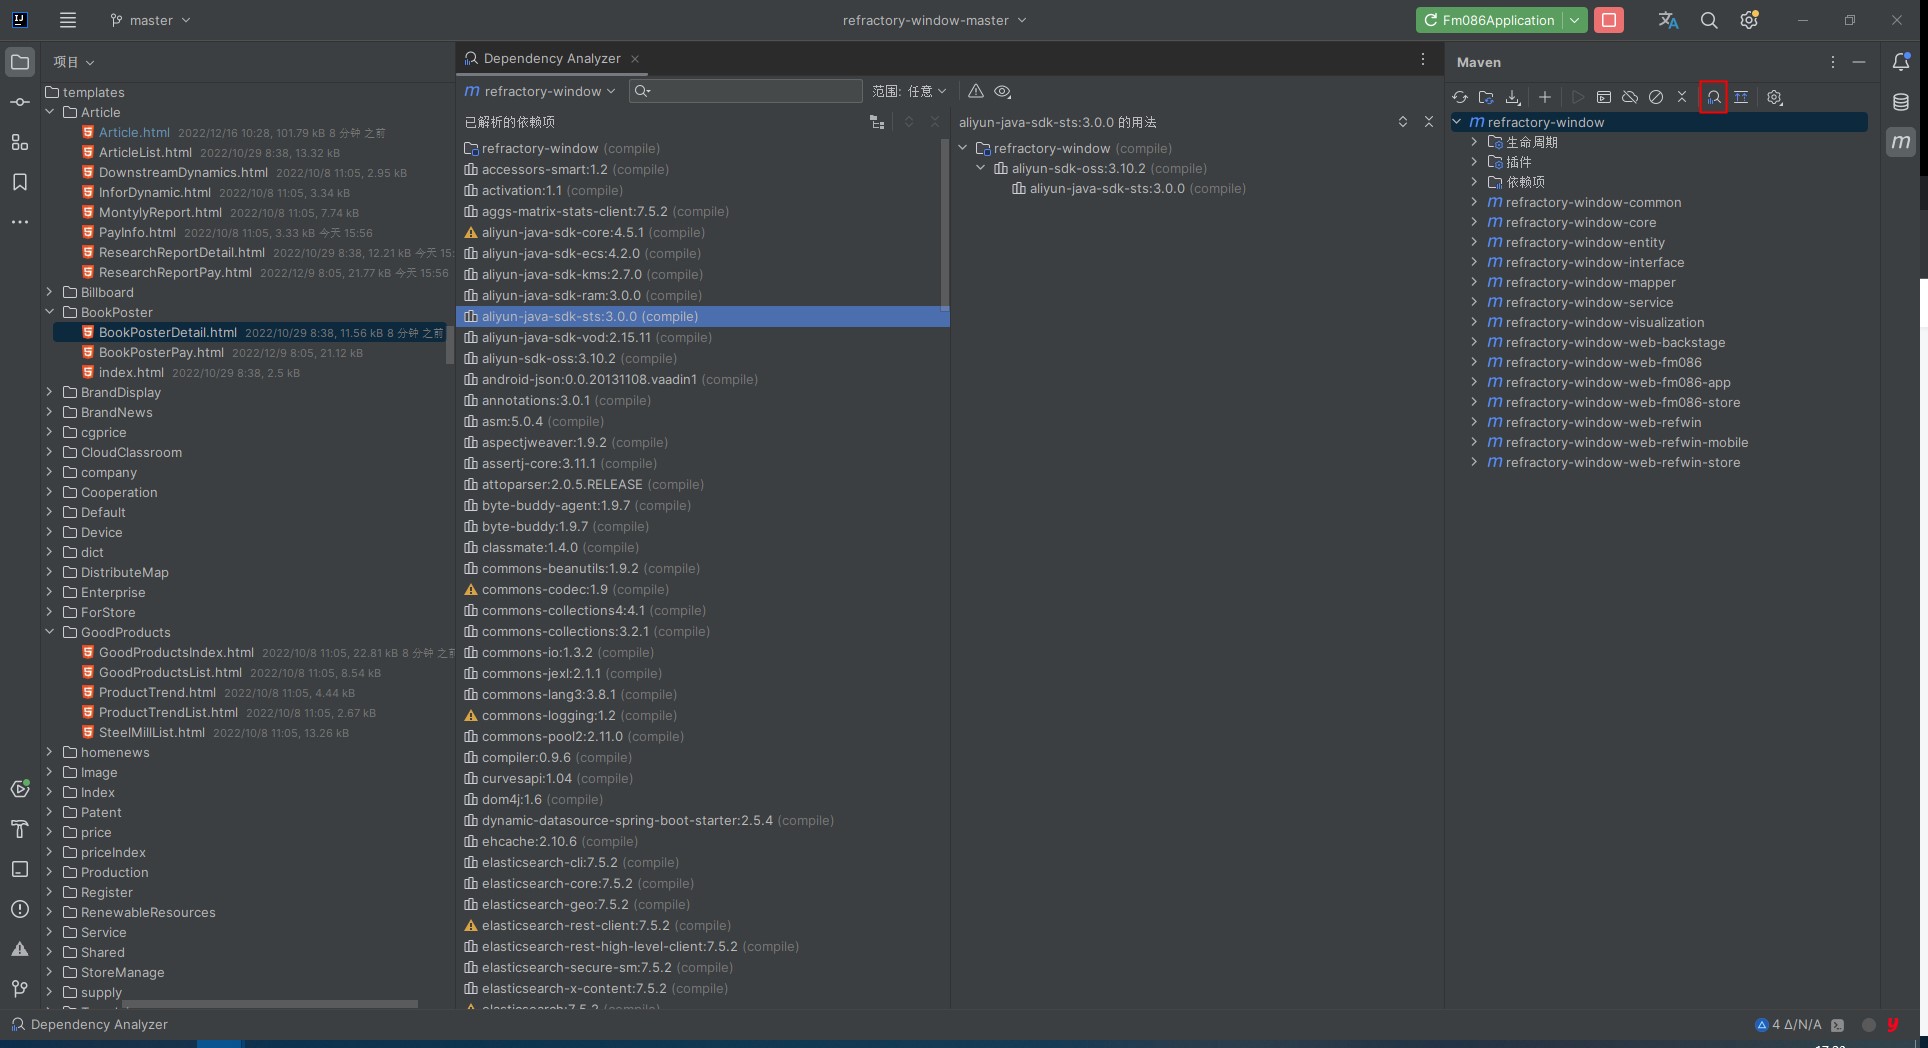 master
refractory-window-master
Fm086Application
项目
templates
Article
Article.html 2022/12/16 10:28, 101.79 kB 8 分钟 之前
ArticleList.html 2022/10/29 8:38, 13.32 kB
DownstreamDynamics.html 2022/10/8 11:05, 2.95 kB
InforDynamic.html 2022/10/8 11:05, 3.34 kB
MontylyReport.html 2022/10/8 11:05, 7.74 kB
PayInfo.html 2022/10/8 11:05, 3.33 kB 今天 15:56
ResearchReportDetail.html 2022/10/29 8:38, 12.21 kB 今天 15:
ResearchReportPay.html 2022/12/9 8:05, 21.77 kB 今天 15:56
Billboard
BookPoster
BookPosterDetail.html 2022/10/29 8:38, 11.56 kB 8 分钟 之前
BookPosterPay.html 2022/12/9 8:05, 21.12 kB
index.html 2022/10/29 8:38, 2.5 kB
BrandDisplay
BrandNews
cgprice
CloudClassroom
company
Cooperation
Default
Device
dict
DistributeMap
Enterprise
ForStore
GoodProducts
GoodProductsIndex.html 2022/10/8 11:05, 22.81 kB 8 分钟 之前
GoodProductsList.html 2022/10/8 11:05, 8.54 kB
ProductTrend.html 2022/10/8 11:05, 4.44 kB
ProductTrendList.html 2022/10/8 11:05, 2.67 kB
SteelMillList.html 2022/10/8 11:05, 13.26 kB
homenews
Image
Index
Patent
price
priceIndex
Production
Register
RenewableResources
Service
Shared
StoreManage
supply
Dependency Analyzer
refractory-window
范围: 任意
已解析的依赖项
refractory-window (compile)
accessors-smart:1.2 (compile)
activation:1.1 (compile)
aggs-matrix-stats-client:7.5.2 (compile)
aliyun-java-sdk-core:4.5.1 (compile)
aliyun-java-sdk-ecs:4.2.0 (compile)
aliyun-java-sdk-kms:2.7.0 (compile)
aliyun-java-sdk-ram:3.0.0 (compile)
aliyun-java-sdk-sts:3.0.0 (compile)
aliyun-java-sdk-vod:2.15.11 (compile)
aliyun-sdk-oss:3.10.2 (compile)
android-json:0.0.20131108.vaadin1 (compile)
annotations:3.0.1 (compile)
asm:5.0.4 (compile)
aspectjweaver:1.9.2 (compile)
assertj-core:3.11.1 (compile)
attoparser:2.0.5.RELEASE (compile)
byte-buddy-agent:1.9.7 (compile)
byte-buddy:1.9.7 (compile)
classmate:1.4.0 (compile)
commons-beanutils:1.9.2 (compile)
commons-codec:1.9 (compile)
commons-collections4:4.1 (compile)
commons-collections:3.2.1 (compile)
commons-io:1.3.2 (compile)
commons-jexl:2.1.1 (compile)
commons-lang3:3.8.1 (compile)
commons-logging:1.2 (compile)
commons-pool2:2.11.0 (compile)
compiler:0.9.6 (compile)
curvesapi:1.04 (compile)
dom4j:1.6 (compile)
dynamic-datasource-spring-boot-starter:2.5.4 (compile)
ehcache:2.10.6 (compile)
elasticsearch-cli:7.5.2 (compile)
elasticsearch-core:7.5.2 (compile)
elasticsearch-geo:7.5.2 (compile)
elasticsearch-rest-client:7.5.2 (compile)
elasticsearch-rest-high-level-client:7.5.2 (compile)
elasticsearch-secure-sm:7.5.2 (compile)
elasticsearch-x-content:7.5.2 (compile)
elasticsearch:7.5.2 (compile)
aliyun-java-sdk-sts:3.0.0 的用法
refractory-window (compile)
aliyun-sdk-oss:3.10.2 (compile)
aliyun-java-sdk-sts:3.0.0 (compile)
Maven
refractory-window
生命周期
插件
依赖项
refractory-window-common
refractory-window-core
refractory-window-entity
refractory-window-interface
refractory-window-mapper
refractory-window-service
refractory-window-visualization
refractory-window-web-backstage
refractory-window-web-fm086
refractory-window-web-fm086-app
refractory-window-web-fm086-store
refractory-window-web-refwin
refractory-window-web-refwin-mobile
refractory-window-web-refwin-store
Dependency Analyzer
4 Δ/N/A